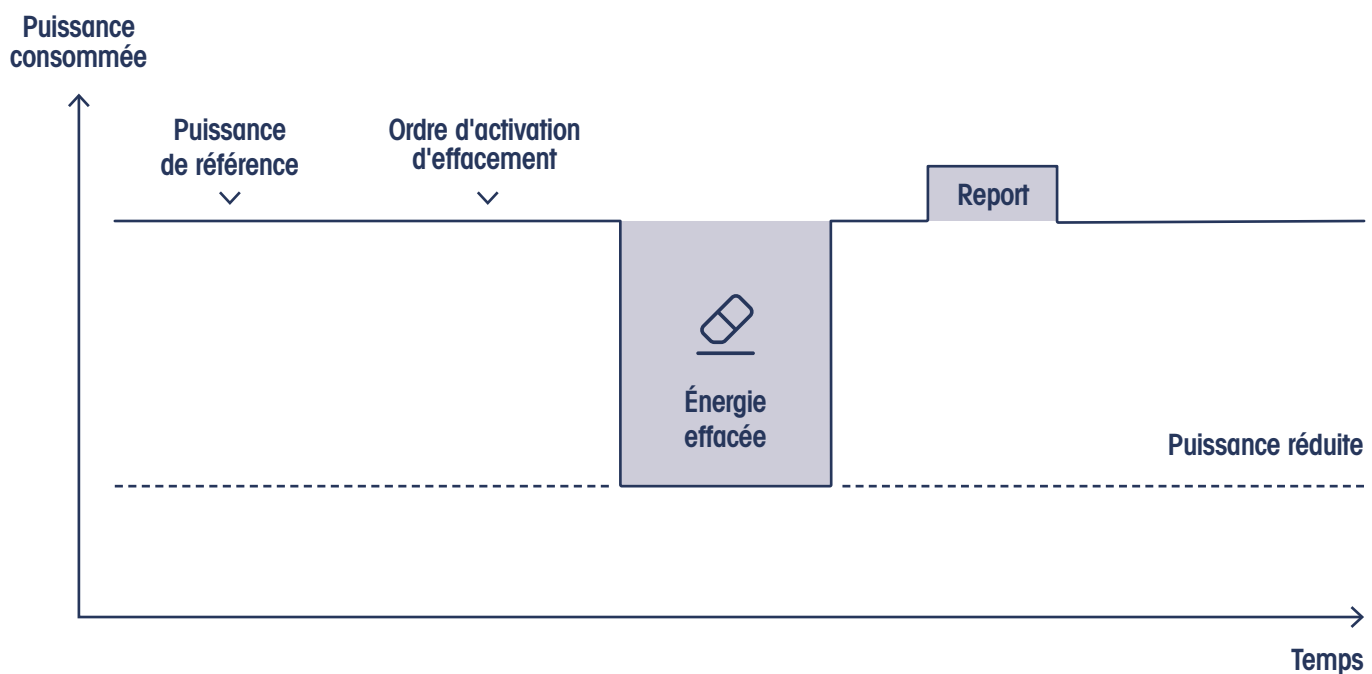 Puissance
consommée
Puissance
de référence
Ordre d'activation
d'effacement
Report
Énergie
effacée
Puissance réduite
Temps